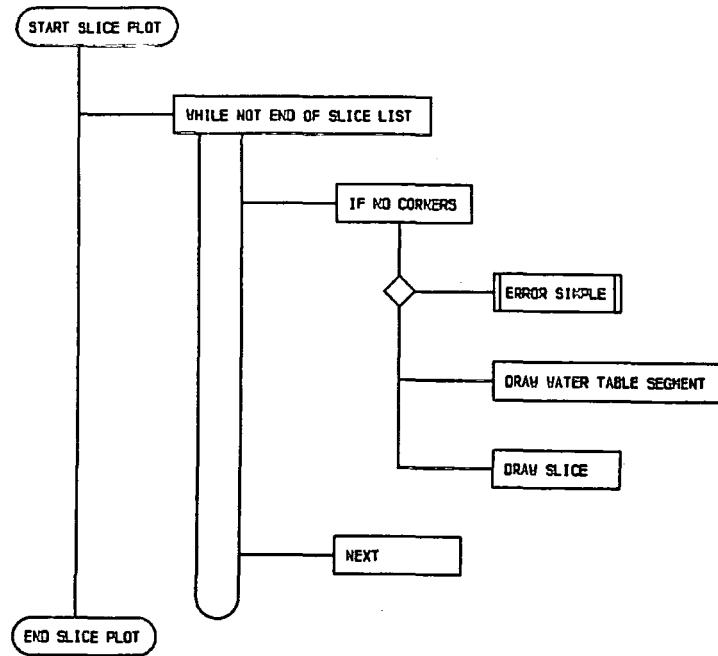 START SLICE PLOT
WHILE NOT END OF SLICE LIST
IF NO CORNERS
ERROR SIMPLE
DRAW WATER TABLE SEGMENT
DRAW SLICE
NEXT
END SLICE PLOT